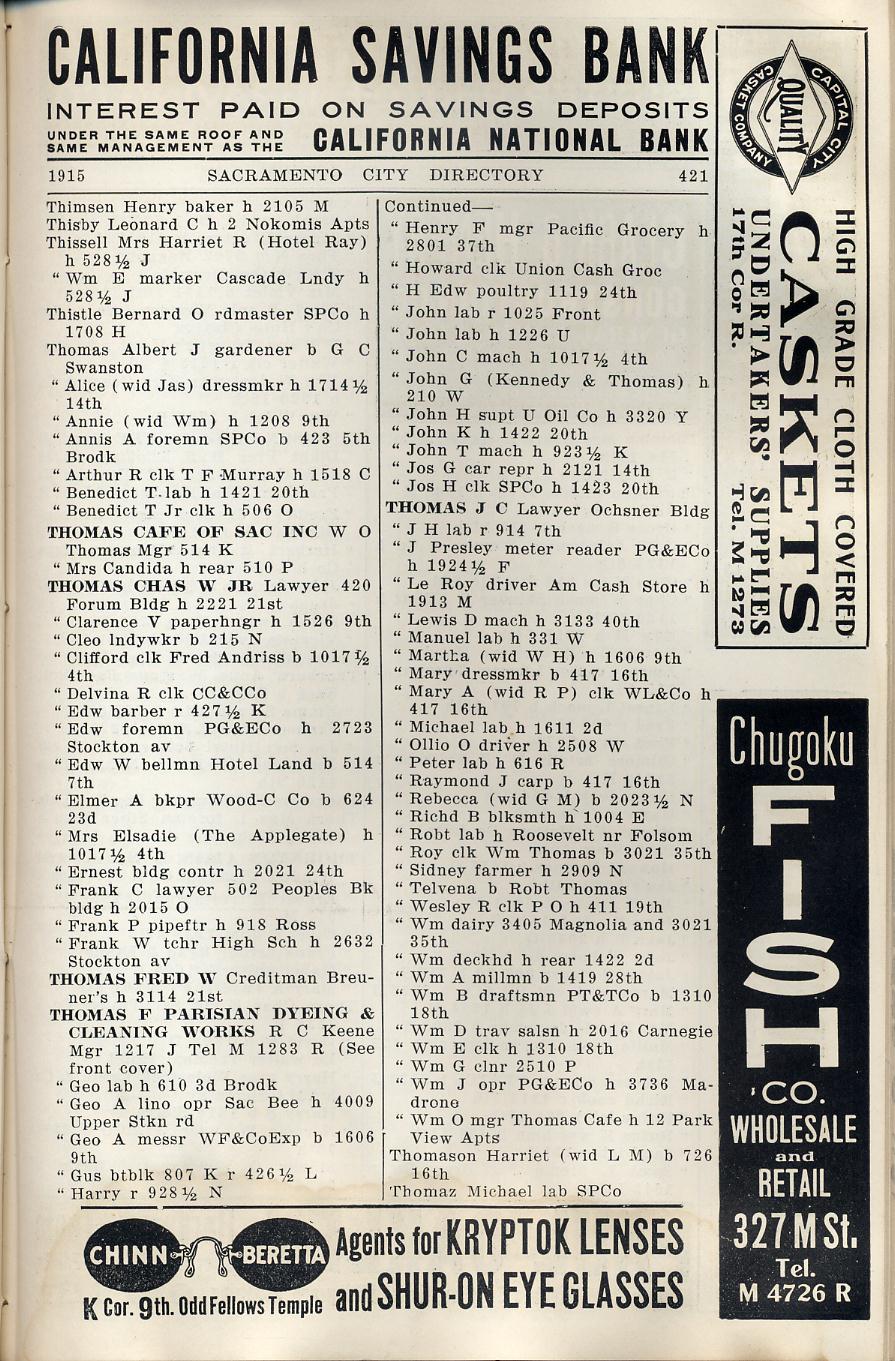 CALIFORNIA SAVINGS BANK
INTEREST PAID ON SAVINGS DEPOSITS
UNDER THE SAME ROOF AND
SAME MANAGEMENT AS THE
CALIFORNIA NATIONAL BANK
1915 SACRAMENTO CITY DIRECTORY 421
Thimsen Henry baker h 2105 M
Thisby Leonard C h 2 Nokomis Apts
Thissell Mrs Harriet R (Hotel Ray)
h 528½ J
“ Wm E marker Cascade Lndy h
528½ J
Thistle Bernard O rdmaster SPCo h
1708 H
Thomas Albert J gardener b G C
Swanston
“ Alice (wid Jas) dressmkr h 1714½
14th
“ Annie (wid Wm) h 1208 9th
“ Annis A foremn SPCo b 423 5th
Brodk
“ Arthur R clk T F Murray h 1518 C
“ Benedict T lab h 1421 20th
“ Benedict T Jr clk h 506 O
THOMAS CAFE OF SAC INC W O
Thomas Mgr 514 K
“ Mrs Candida h rear 510 P
THOMAS CHAS W JR Lawyer 420
Forum Bldg h 2221 21st
“ Clarence V paperhngr h 1526 9th
“ Cleo lndywkr b 215 N
“ Clifford clk Fred Andriss b 1017½
4th
“ Delvina R clk CC&CCo
“ Edw barber r 427½ K
“ Edw foremn PG&ECo h 2723
Stockton av
“ Edw W bellmn Hotel Land b 514
7th
“ Elmer A bkpr Wood-C Co b 624
23d
“ Mrs Elsadie (The Applegate) h
1017½ 4th
“ Ernest bldg contr h 2021 24th
“ Frank C lawyer 502 Peoples Bk
bldg h 2015 O
“ Frank P pipeftr h 918 Ross
“ Frank W tchr High Sch h 2632
Stockton av
THOMAS FRED W Creditman Breu-
ner's h 3114 21st
THOMAS F PARISIAN DYEING &
CLEANING WORKS R C Keene
Mgr 1217 J Tel M 1283 R (See
front cover)
“ Geo lab h 610 3d Brodk
“ Geo A lino opr Sac Bee h 4009
Upper Stkn rd
“ Geo A messr WF&CoExp b 1606
9th
“ Gus btblk 807 K r 426½ L
“ Harry r 928½ N
Continued—
“ Henry F mgr Pacific Grocery h
2801 37th
“ Howard clk Union Cash Groc
“ H Edw poultry 1119 24th
“ John lab r 1025 Front
“ John lab h 1226 U
“ John C mach h 1017½ 4th
“ John G (Kennedy & Thomas) h
210 W
“ John H supt U Oil Co h 3320 Y
“ John K h 1422 20th
“ John T mach h 923½ K
“ Jos G car repr h 2121 14th
“ Jos H clk SPCo h 1423 20th
THOMAS J C Lawyer Ochsner Bldg
“ J H lab r 914 7th
“ J Presley meter reader PG&ECo
h 1924½ F
“ Le Roy driver Am Cash Store h
1913 M
“ Lewis D mach h 3133 40th
“ Manuel lab h 331 W
“ Martha (wid W H) h 1606 9th
“ Mary dressmkr b 417 16th
“ Mary A (wid R P) clk WL&Co h
417 16th
“ Michael lab h 1611 2d
“ Ollio O driver h 2508 W
“ Peter lab h 616 R
“ Raymond J carp b 417 16th
“ Rebecca (wid G M) b 2023½ N
“ Richd B blksmth h 1004 E
“ Robt lab h Roosevelt nr Folsom
“ Roy clk Wm Thomas b 3021 35th
“ Sidney farmer h 2909 N
“ Telvena b Robt Thomas
“ Wesley R clk P O h 411 19th
“ Wm dairy 3405 Magnolia and 3021
35th
“ Wm deckhd h rear 1422 2d
“ Wm A millmn b 1419 28th
“ Wm B draftsmn PT&TCo b 1310
18th
“ Wm D trav salsn h 2016 Carnegie
“ Wm E clk h 1310 18th
“ Wm G clnr 2510 P
“ Wm J opr PG&ECo h 3736 Ma-
drone
“ Wm O mgr Thomas Cafe h 12 Park
View Apts
Thomason Harriet (wid L M) b 726
16th
Thomaz Michael lab SPCo
CAPITAL CITY
QUALITY
CASKET COMPANY
HIGH GRADE CLOTH COVERED
CASKETS
UNDERTAKERS' SUPPLIES
17th Cor R. Tel. M 1273
Chugoku
FISH
CO.
WHOLESALE
and
RETAIL
327 M St.
Tel.
M 4726 R
CHINN BERETTA
K Cor. 9th. Odd Fellows Temple
Agents for KRYPTOK LENSES
and SHUR-ON EYE GLASSES